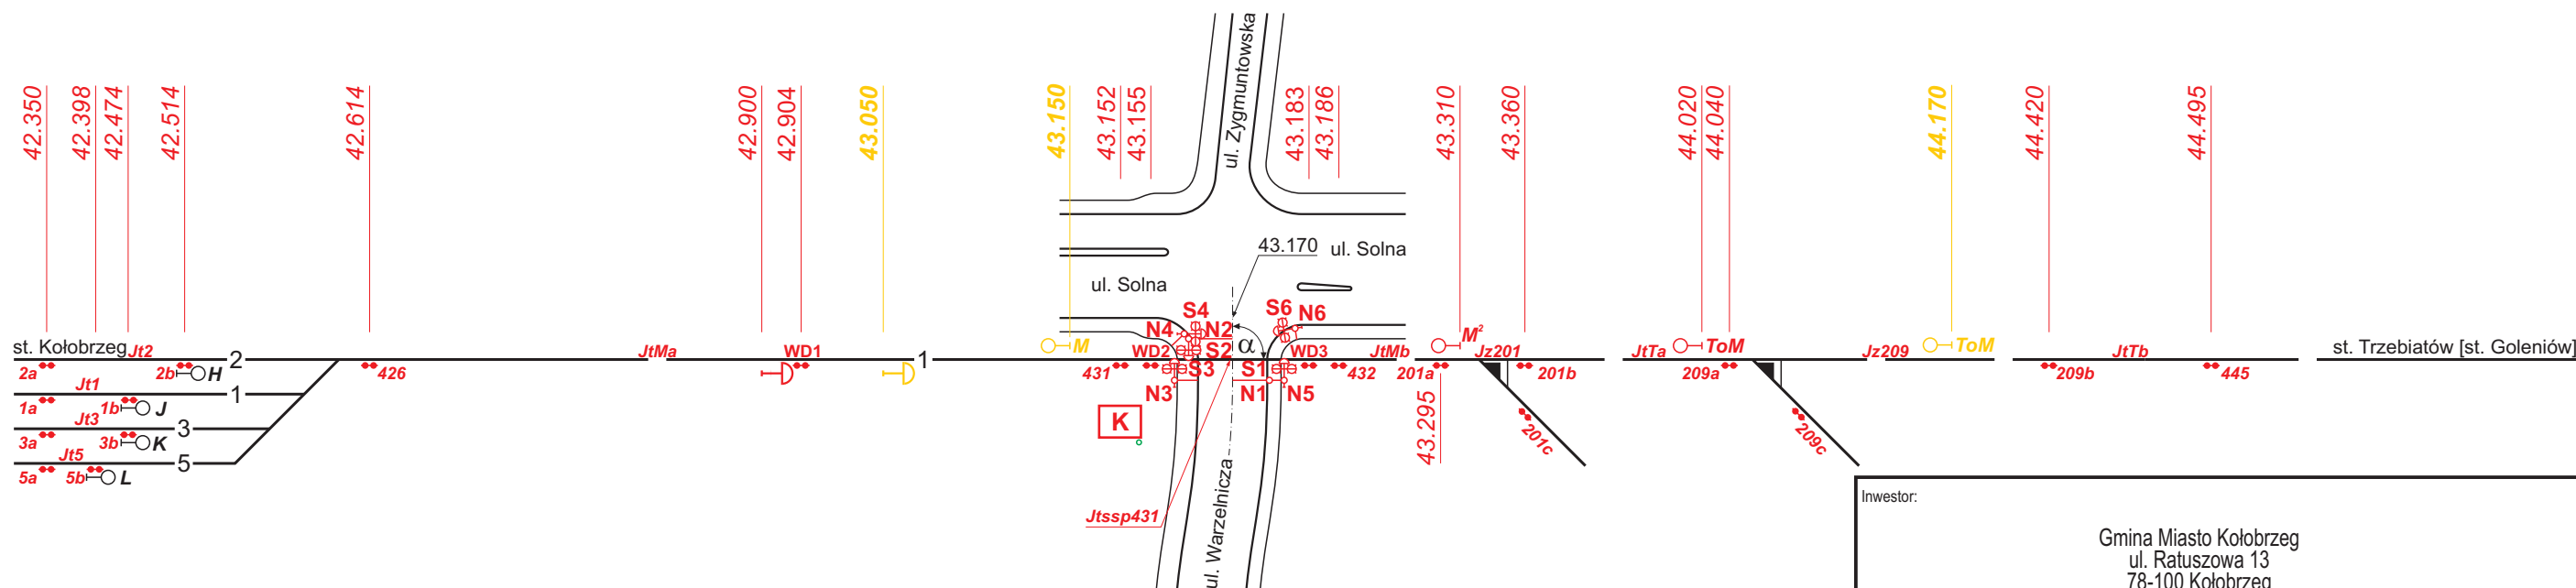 42.350
42.398
42.474
42.514
42.614
42.900
42.904
43.050
43.150
43.152
43.155
ul. Zygmuntowska
43.183
43.186
43.310
43.360
44.020
44.040
44.170
44.420
44.495
43.170 ul. Solna
ul. Solna
S4 S6
N4 N2 N6
st. Kołobrzeg Jt2 2 JtMa WD1 1 M WD2 S2 α WD3 JtMb M² Jz201 JtTa ToM Jz209 ToM JtTb st. Trzebiatów [st. Goleniów]
2a 2b H 426 431 S3 S1 432 201a 201b 209a 209b 445
Jt1 1
N3 N1 N5
1a 1b J
Jt3 3
K
43.295
201c
209c
3a 3b K
Jt5 5
5a 5b L
Jtssp431
ul. Warzelnicza
Inwestor:
Gmina Miasto Kołobrzeg
ul. Ratuszowa 13
78-100 Kołobrzeg